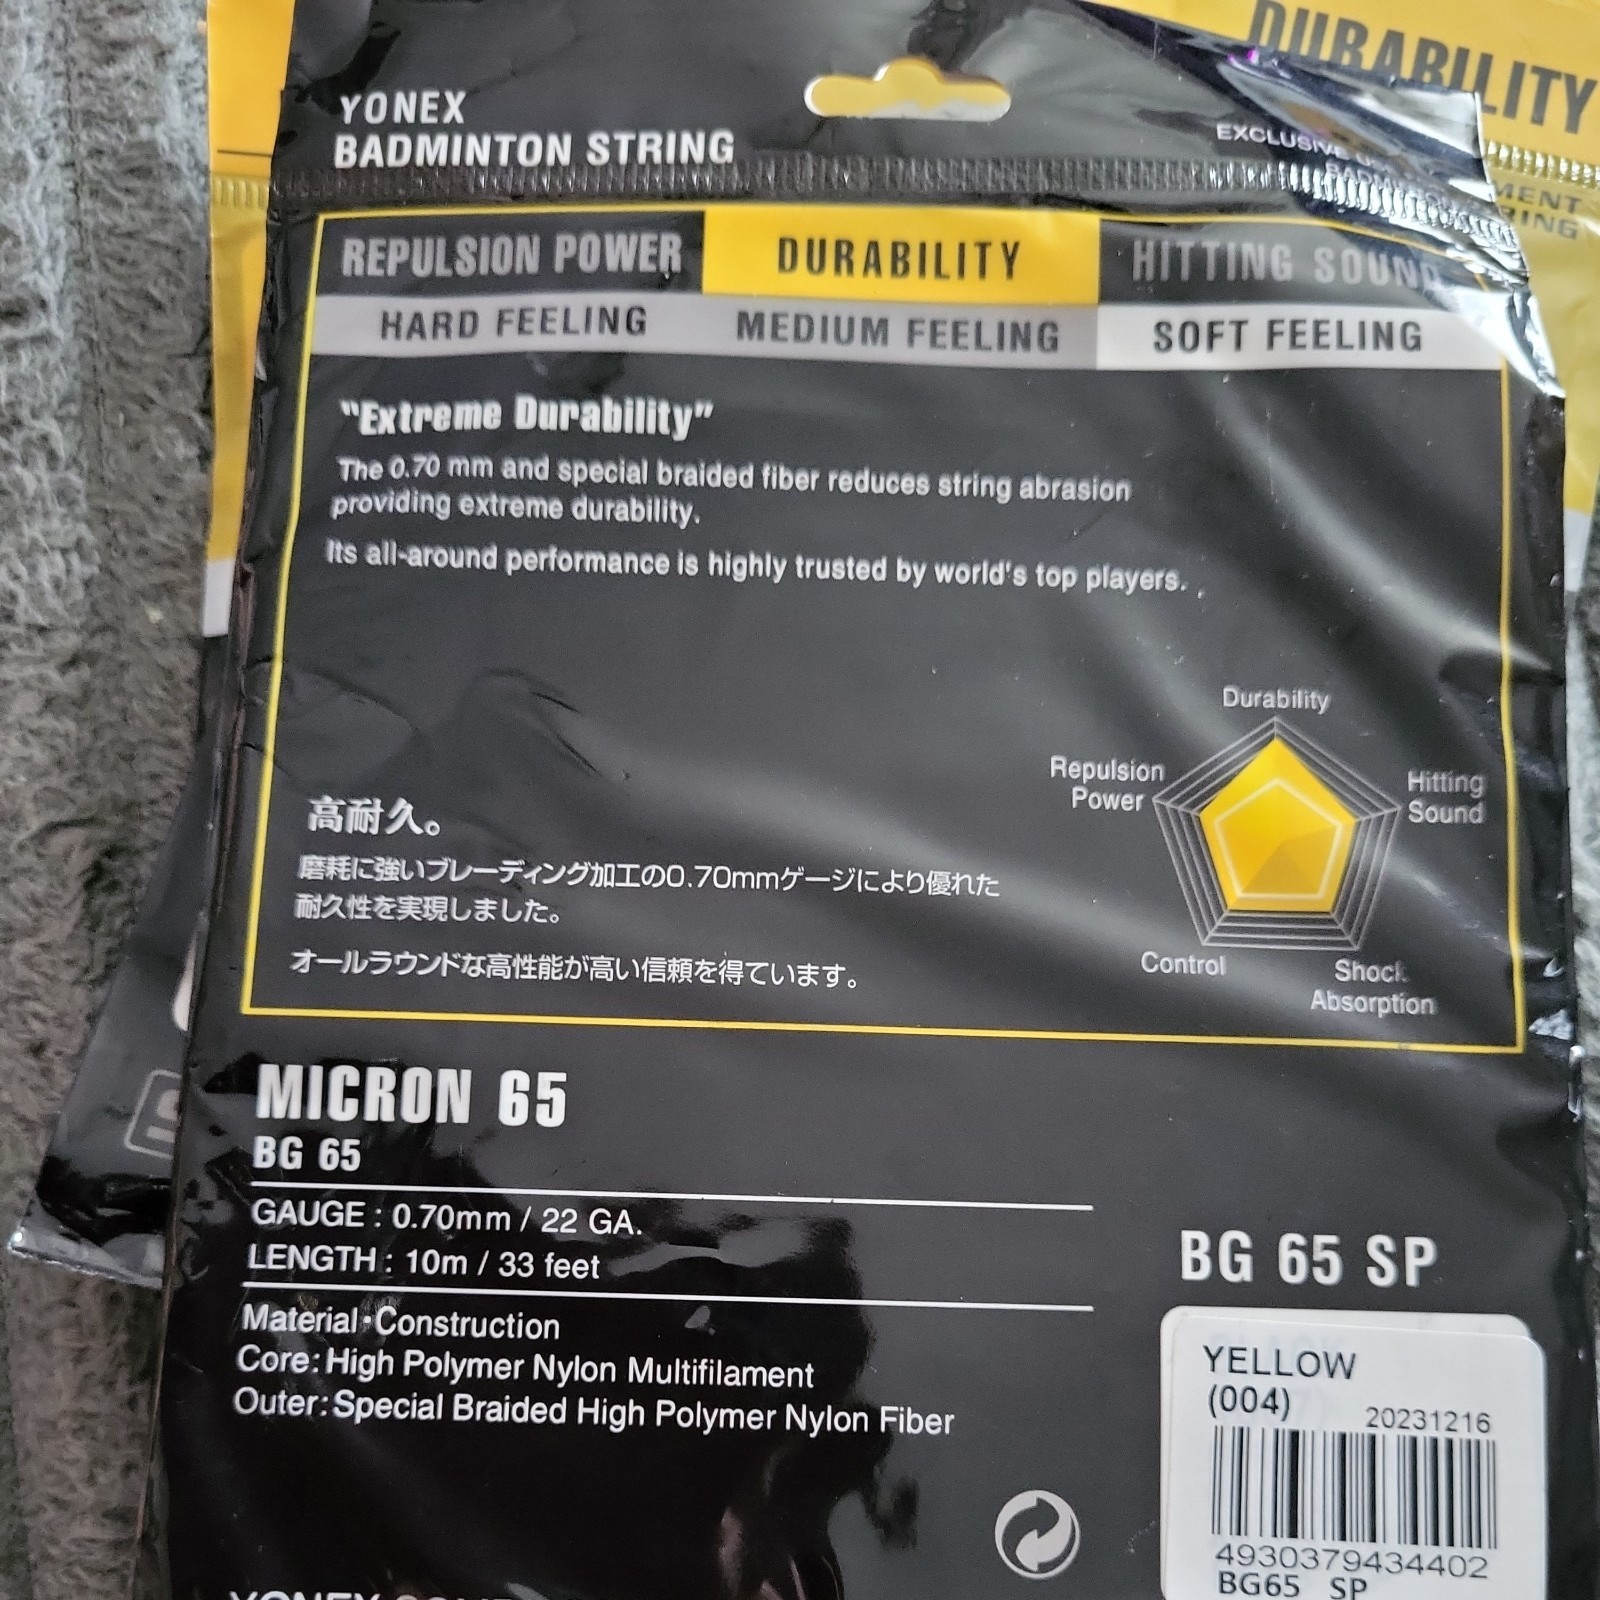 DURABILITY
YONEX
BADMINTON STRING
EXCLUSIVE
MENT
RING
REPULSION POWER
DURABILITY
HITTING SOUND
HARD FEELING
MEDIUM FEELING
SOFT FEELING
"Extreme Durability"
The 0.70 mm and special braided fiber reduces string abrasion
providing extreme durability.
Its all-around performance is highly trusted by world's top players.
Durability
Repulsion
Power
Hitting
Sound
Control
Shock
Absorption
高耐久。
磨耗に強いブレーディング加工の0.70mmゲージにより優れた
耐久性を実現しました。
オールラウンドな高性能が高い信頼を得ています。
MICRON 65
BG 65
GAUGE : 0.70mm / 22 GA.
LENGTH : 10m / 33 feet
Material・Construction
Core: High Polymer Nylon Multifilament
Outer: Special Braided High Polymer Nylon Fiber
BG 65 SP
YELLOW
(004)
20231216
4930379434402
BG65 SP
YONEX